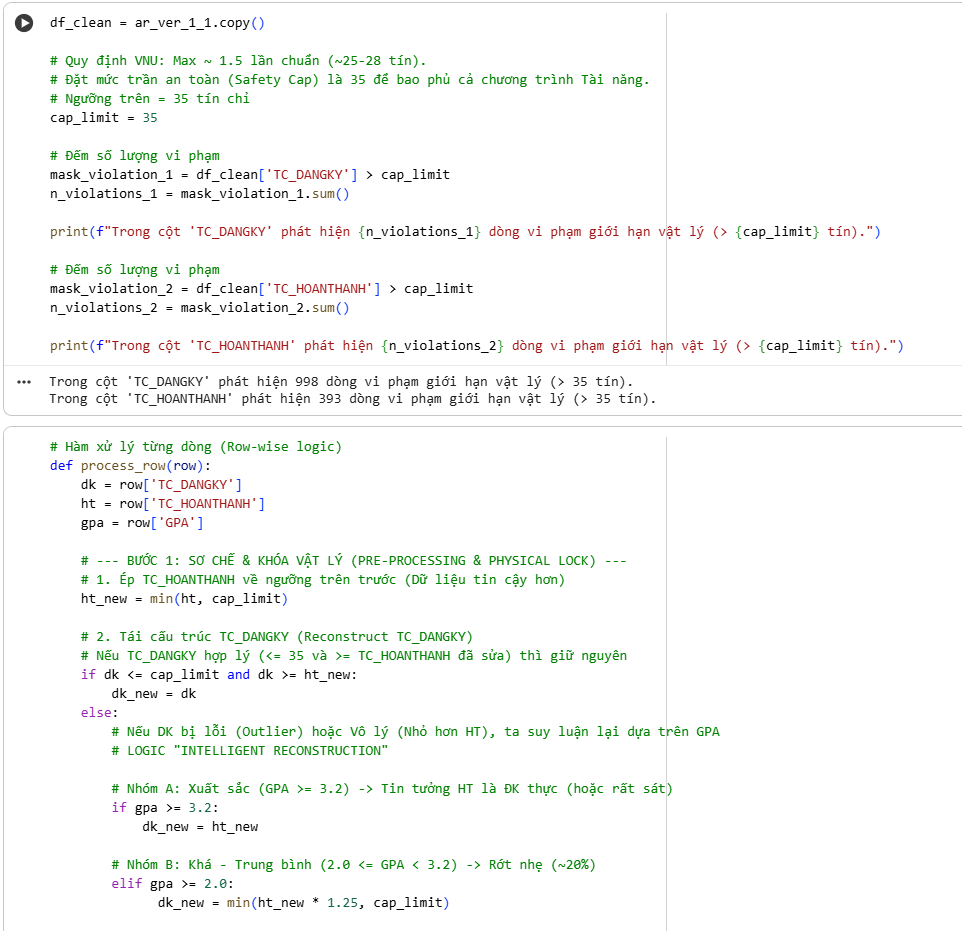 df_clean = ar_ver_1_1.copy()
# Quy định VNU: Max ~ 1.5 lần chuẩn (~25-28 tín).
# Đặt mức trần an toàn (Safety Cap) là 35 để bao phủ cả chương trình Tài năng.
# Ngưỡng trên = 35 tín chỉ
cap_limit = 35
# Đếm số lượng vi phạm
mask_violation_1 = df_clean['TC_DANGKY'] > cap_limit
n_violations_1 = mask_violation_1.sum()
print(f"Trong cột 'TC_DANGKY' phát hiện {n_violations_1} dòng vi phạm giới hạn vật lý (> {cap_limit} tín).")
# Đếm số lượng vi phạm
mask_violation_2 = df_clean['TC_HOANTHANH'] > cap_limit
n_violations_2 = mask_violation_2.sum()
print(f"Trong cột 'TC_HOANTHANH' phát hiện {n_violations_2} dòng vi phạm giới hạn vật lý (> {cap_limit} tín).")
Trong cột 'TC_DANGKY' phát hiện 998 dòng vi phạm giới hạn vật lý (> 35 tín).
Trong cột 'TC_HOANTHANH' phát hiện 393 dòng vi phạm giới hạn vật lý (> 35 tín).
# Hàm xử lý từng dòng (Row-wise logic)
def process_row(row):
    dk = row['TC_DANGKY']
    ht = row['TC_HOANTHANH']
    gpa = row['GPA']
    # --- BƯỚC 1: SƠ CHẾ & KHÓA VẬT LÝ (PRE-PROCESSING & PHYSICAL LOCK) ---
    # 1. Ép TC_HOANTHANH về ngưỡng trên trước (Dữ liệu tin cậy hơn)
    ht_new = min(ht, cap_limit)
    # 2. Tái cấu trúc TC_DANGKY (Reconstruct TC_DANGKY)
    # Nếu TC_DANGKY hợp lý (<= 35 và >= TC_HOANTHANH đã sửa) thì giữ nguyên
    if dk <= cap_limit and dk >= ht_new:
        dk_new = dk
    else:
        # Nếu DK bị lỗi (Outlier) hoặc Vô lý (Nhỏ hơn HT), ta suy luận lại dựa trên GPA
        # LOGIC "INTELLIGENT RECONSTRUCTION"
        # Nhóm A: Xuất sắc (GPA >= 3.2) -> Tin tưởng HT là ĐK thực (hoặc rất sát)
        if gpa >= 3.2:
            dk_new = ht_new
        # Nhóm B: Khá - Trung bình (2.0 <= GPA < 3.2) -> Rớt nhẹ (~20%)
        elif gpa >= 2.0:
              dk_new = min(ht_new * 1.25, cap_limit)